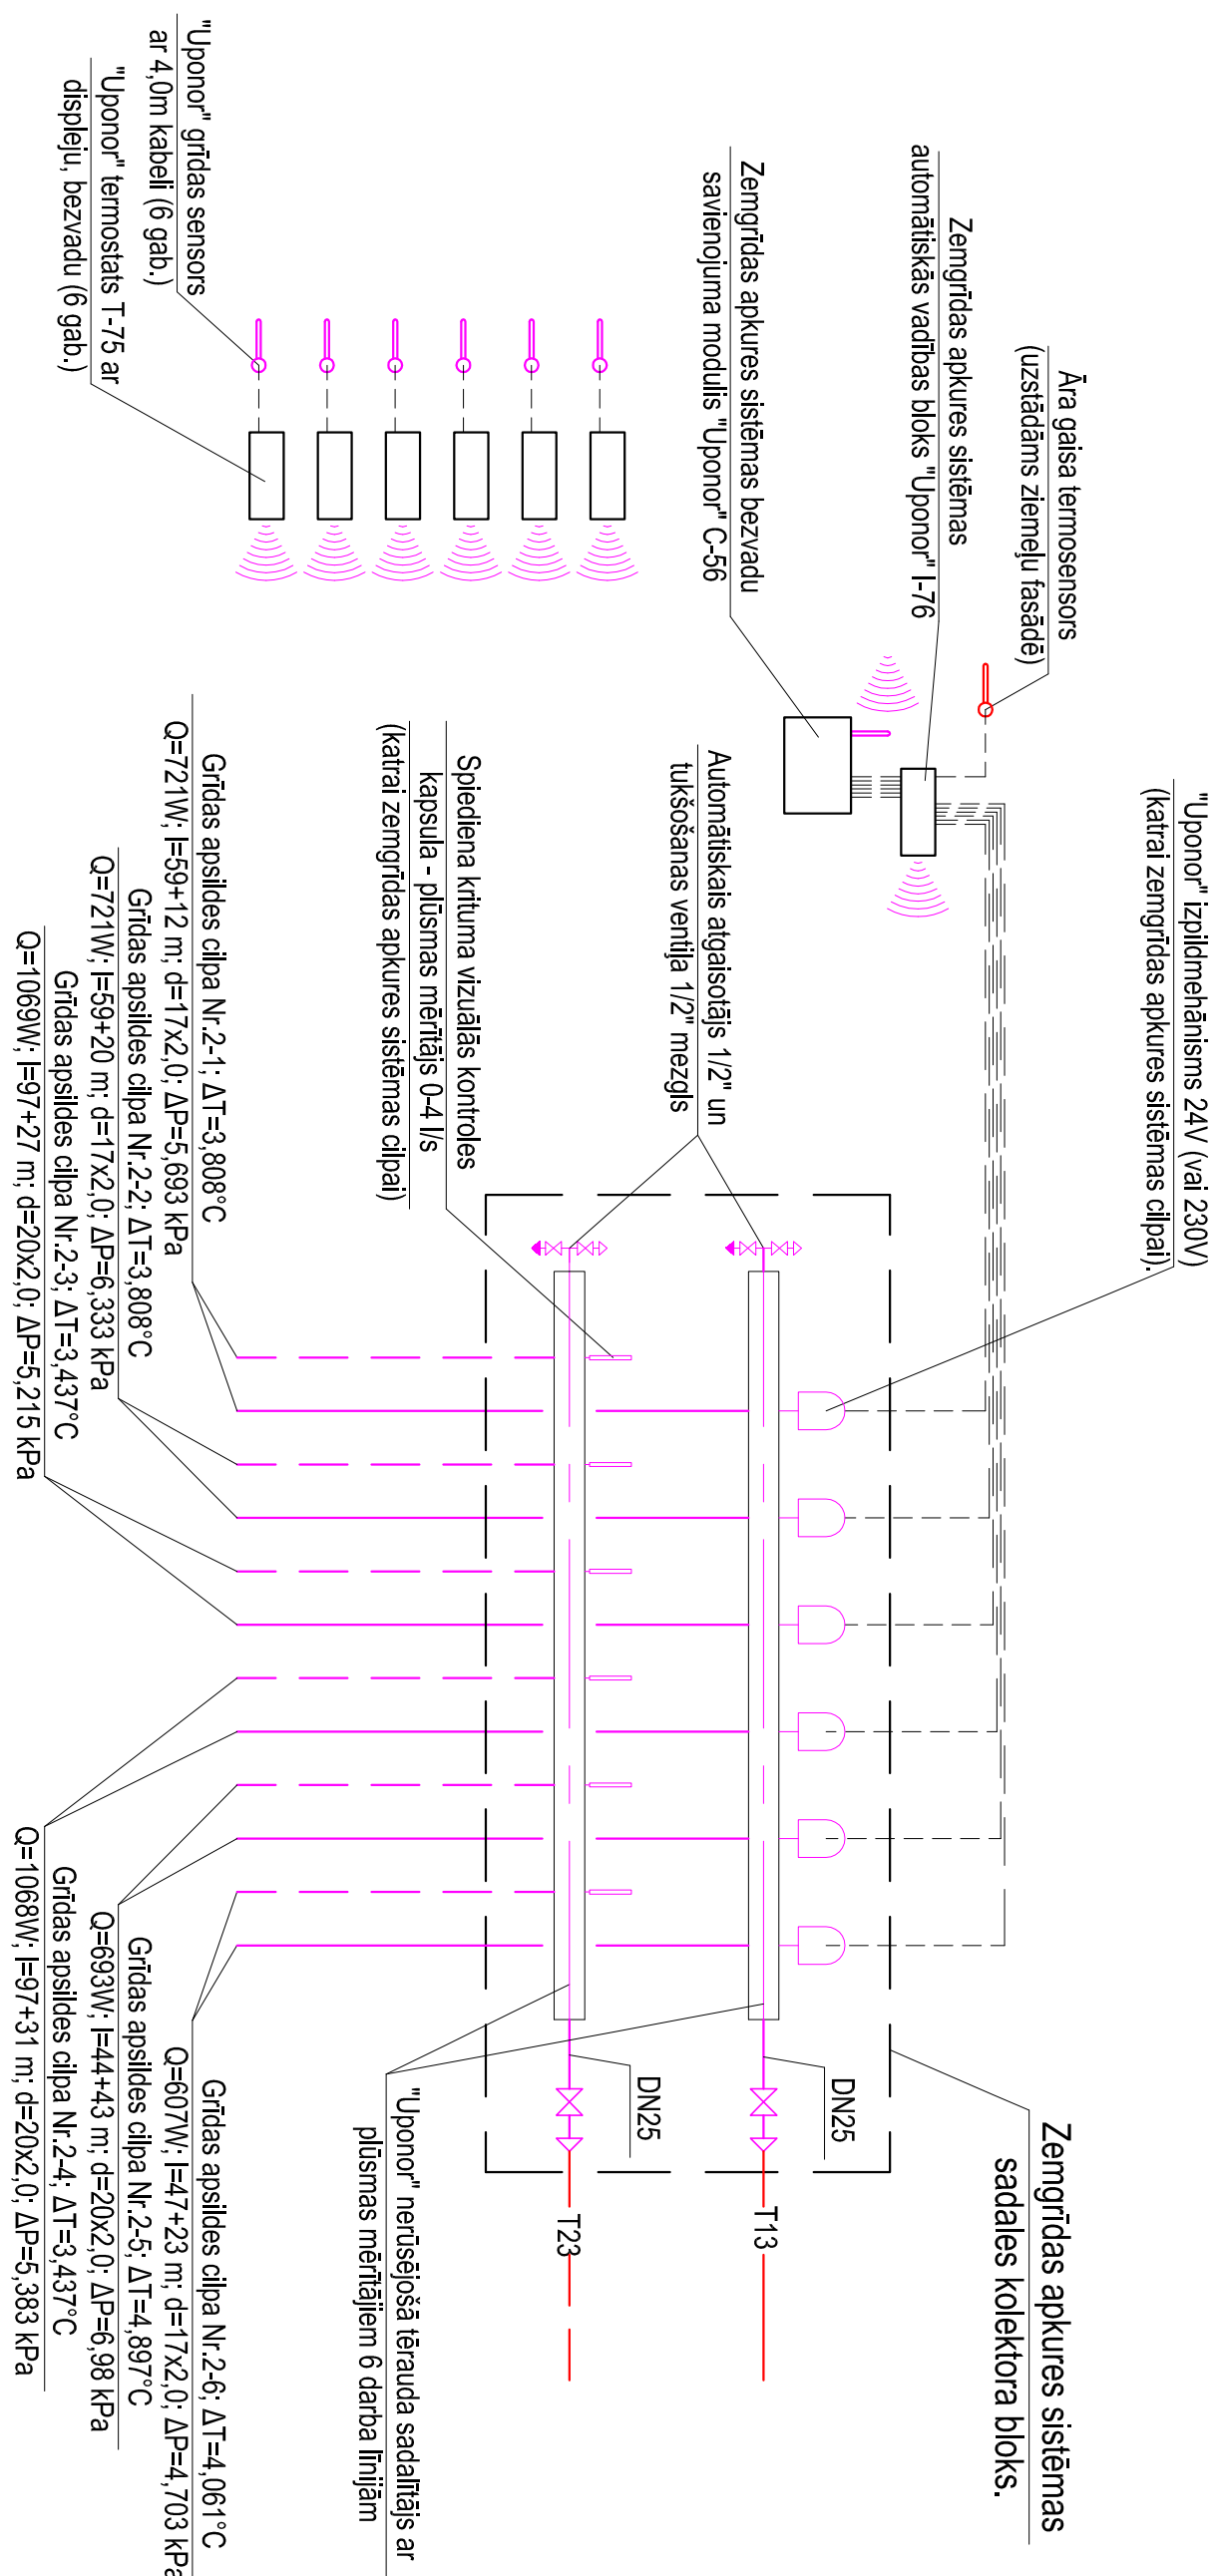 "Uponor" izpildmehānisms 24V (vai 230V)
(katrai zemgrīdas apkures sistēmas cilpai).
Āra gaisa termosensors
(uzstādāms ziemeļu fasādē)
Zemgrīdas apkures sistēmas
automātiskās vadības bloks "Uponor" I-76
Zemgrīdas apkures sistēmas bezvadu
savienojuma modulis "Uponor" C-56
"Uponor" grīdas sensors
ar 4,0m kabeli (6 gab.)
"Uponor" termostats T-75 ar
displeju, bezvadu (6 gab.)
Automātiskais atgaisotājs 1/2" un
tukšošanas ventiļa 1/2" mezgls
Spiediena krituma vizuālās kontroles
kapsula - plūsmas mērītājs 0-4 l/s
(katrai zemgrīdas apkures sistēmas cilpai)
Grīdas apsildes cilpa Nr.2-1; ΔT=3,808°C
Q=721W; l=59+12 m; d=17x2,0; ΔP=5,693 kPa
Grīdas apsildes cilpa Nr.2-2; ΔT=3,808°C
Q=721W; l=59+20 m; d=17x2,0; ΔP=6,333 kPa
Grīdas apsildes cilpa Nr.2-3; ΔT=3,437°C
Q=1069W; l=97+27 m; d=20x2,0; ΔP=5,215 kPa
Zemgrīdas apkures sistēmas
sadales kolektora bloks.
DN25
T13
DN25
T23
"Uponor" nerūsējošā tērauda sadalītājs ar
plūsmas mērītājiem 6 darba līnijām
Grīdas apsildes cilpa Nr.2-6; ΔT=4,061°C
Q=607W; l=47+23 m; d=17x2,0; ΔP=4,703 kPa
Grīdas apsildes cilpa Nr.2-5; ΔT=4,897°C
Q=693W; l=44+43 m; d=20x2,0; ΔP=6,98 kPa
Grīdas apsildes cilpa Nr.2-4; ΔT=3,437°C
Q=1068W; l=97+31 m; d=20x2,0; ΔP=5,383 kPa